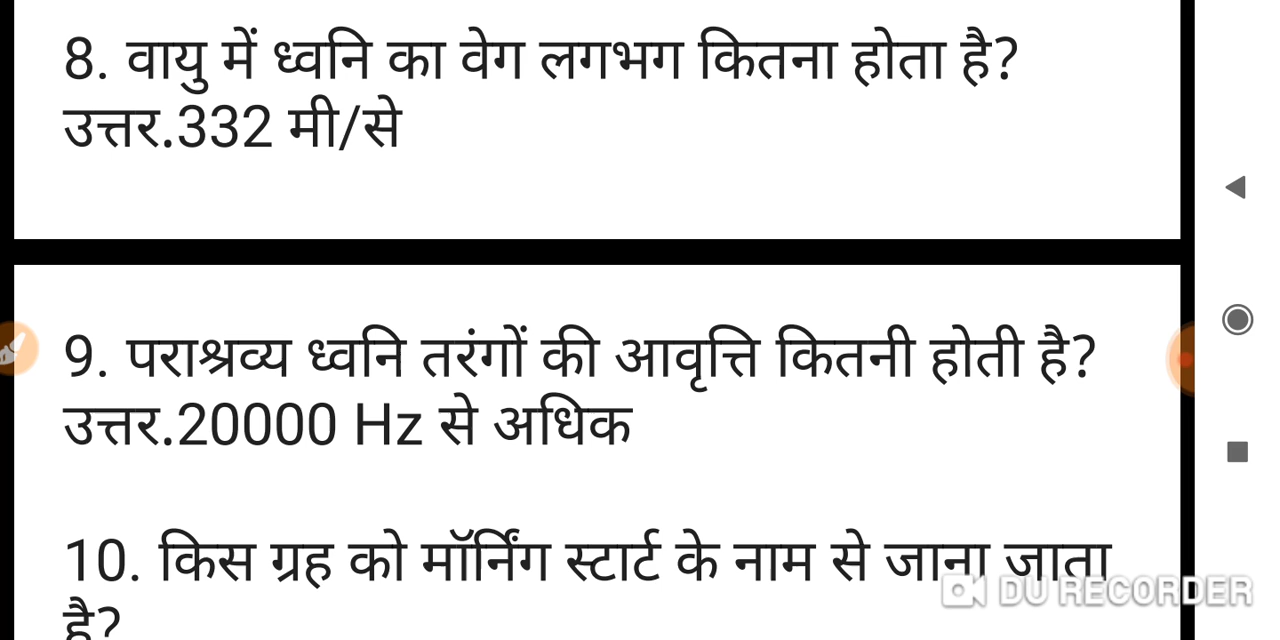 8. वायु में ध्वनि का वेग लगभग कितना होता है?
उत्तर.332 मी/से
9. पराश्रव्य ध्वनि तरंगों की आवृत्ति कितनी होती है?
उत्तर.20000 Hz से अधिक
10. किस ग्रह को मॉर्निंग स्टार्ट के नाम से जाना जाता
है?
DU RECORDER